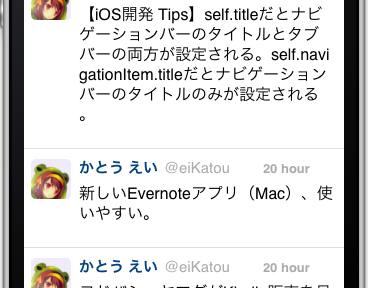 【iOS開発 Tips】self.titleだとナビ
ゲーションバーのタイトルとタブ
バーの両方が設定される。self.navi
gationItem.titleだとナビゲーション
バーのタイトルのみが設定される
。
かとう えい @eiKatou 20 hour
新しいEvernoteアプリ（Mac）、使
いやすい。
かとう えい @eiKatou 20 hour